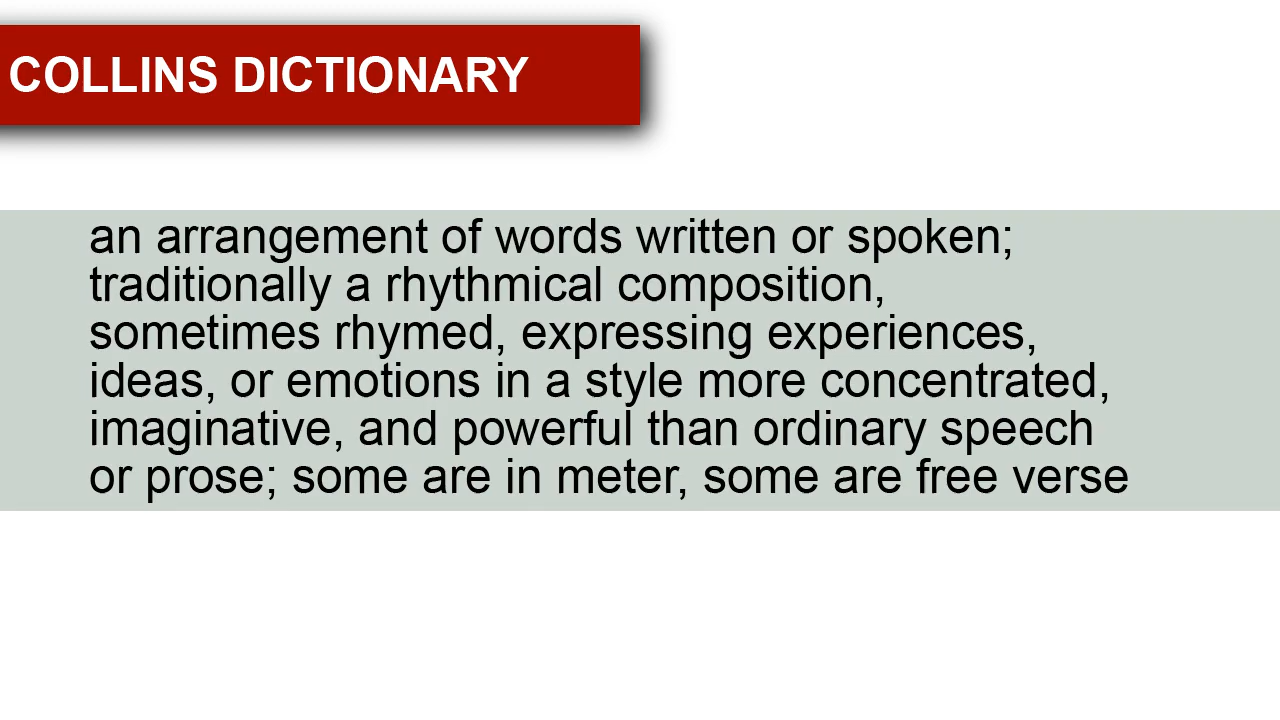 COLLINS DICTIONARY
an arrangement of words written or spoken;
traditionally a rhythmical composition,
sometimes rhymed, expressing experiences,
ideas, or emotions in a style more concentrated,
imaginative, and powerful than ordinary speech
or prose; some are in meter, some are free verse